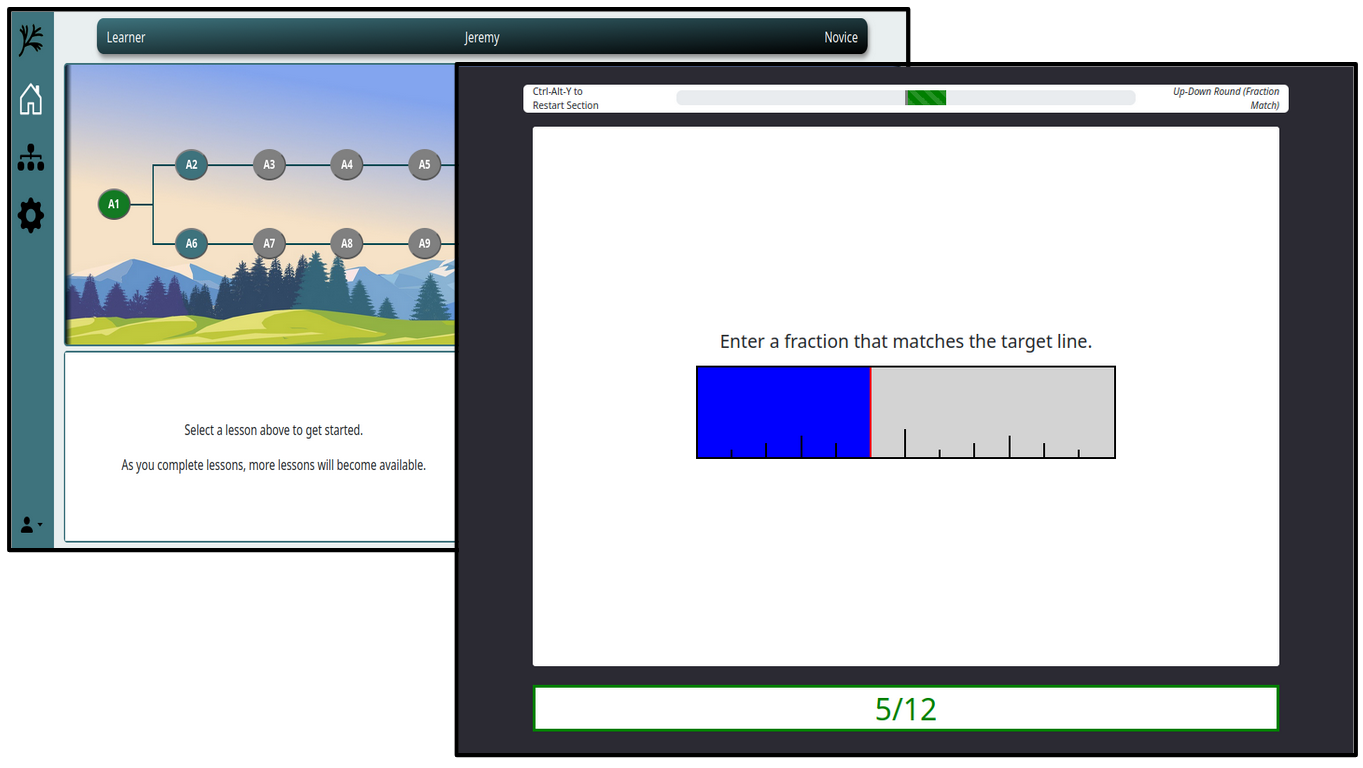 Learner Jeremy Novice
A2 A3 A4 A5
A1
A6 A7 A8 A9
Select a lesson above to get started.
As you complete lessons, more lessons will become available.
Ctrl-Alt-Y to
Restart Section
Up-Down Round (Fraction
Match)
Enter a fraction that matches the target line.
5/12